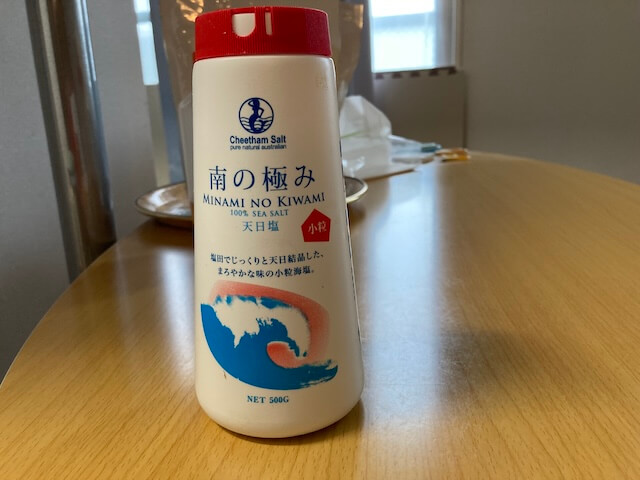 Cheetham Salt
pure natural australian
南の極み
MINAMI NO KIWAMI
100% SEA SALT
天日塩
小粒
塩田でじっくりと天日結晶した、
まろやかな味の小粒海塩。
NET 500G